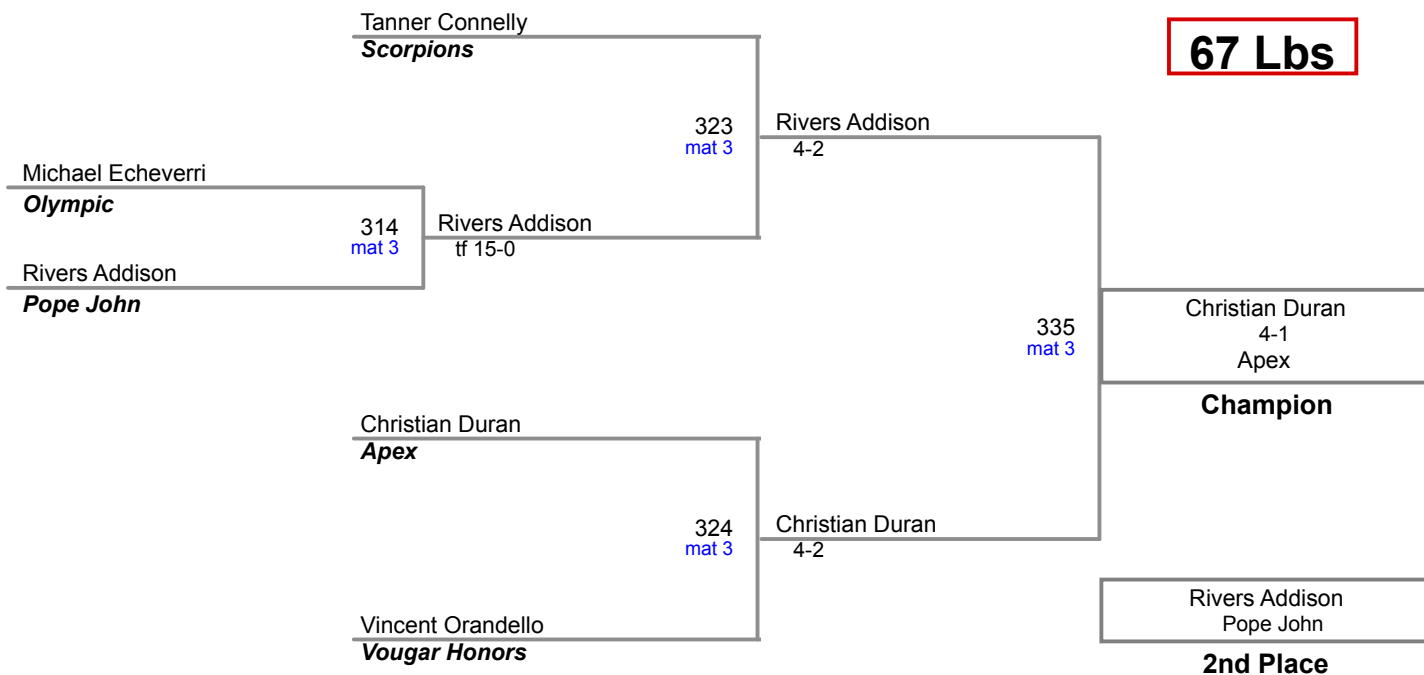 Tanner Connelly
Scorpions
67 Lbs
323
mat 3
Rivers Addison
4-2
Michael Echeverri
Olympic
314
mat 3
Rivers Addison
tf 15-0
Rivers Addison
Pope John
335
mat 3
Christian Duran
4-1
Apex
Champion
Christian Duran
Apex
324
mat 3
Christian Duran
4-2
Vincent Orandello
Vougar Honors
Rivers Addison
Pope John
2nd Place